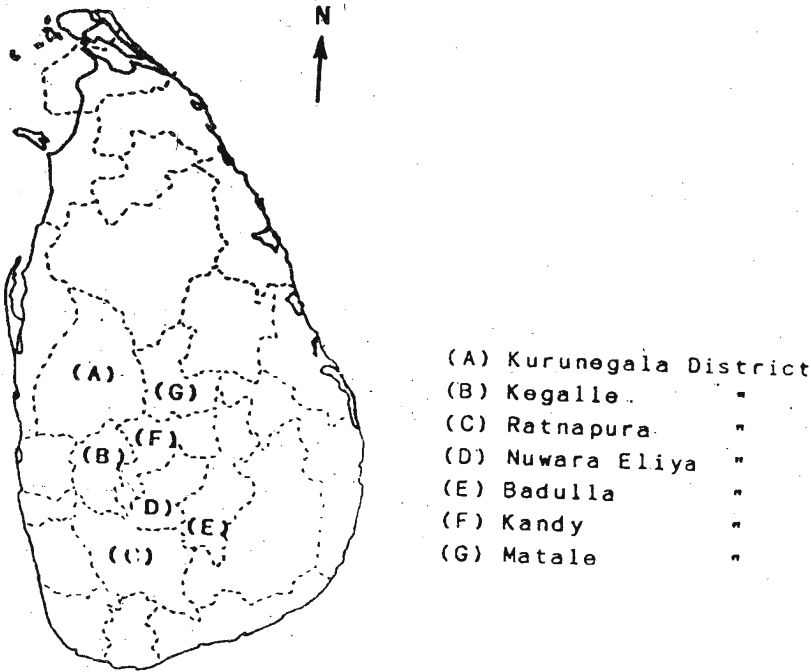 N
(A)
(G)
(F)
(B)
(D)
(E)
(C)
(A) Kurunegala District
(B) Kegalle "
(C) Ratnapura "
(D) Nuwara Eliya "
(E) Badulla "
(F) Kandy "
(G) Matale "